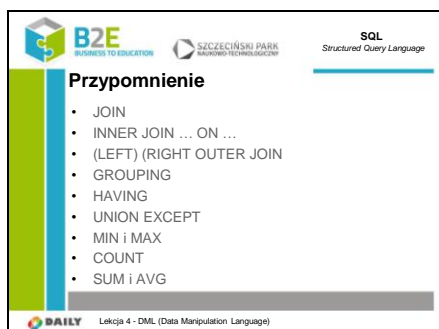 B2E
BUSINESS TO EDUCATION
SZCZECIŃSKI PARK
NAUKOWO-TECHNOLOGICZNY
SQL
Structured Query Language
Przypomnienie
• JOIN
• INNER JOIN … ON …
• (LEFT) (RIGHT OUTER JOIN
• GROUPING
• HAVING
• UNION EXCEPT
• MIN i MAX
• COUNT
• SUM i AVG
DAILY
Lekcja 4 - DML (Data Manipulation Language)